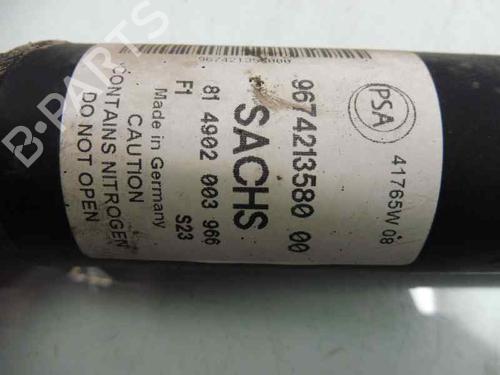 967421358000
9674213580 00
SACHS
81 4902 003 966
F1
S23
Made in Germany
CAUTION
CONTAINS NITROGEN
DO NOT OPEN
PSA
41765W 08
B-PARTS